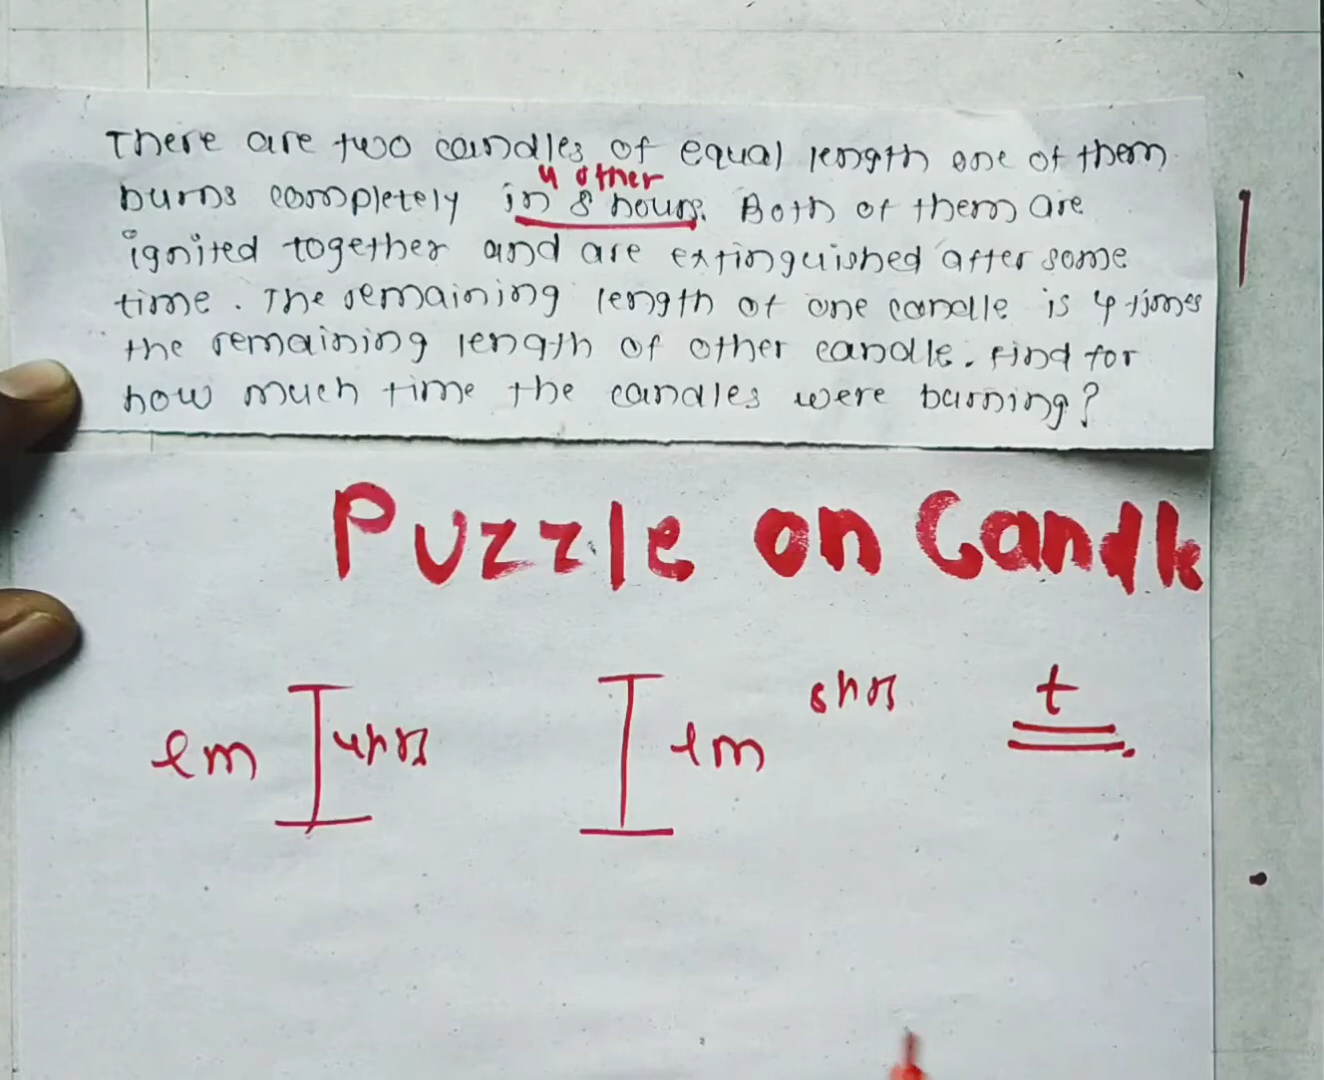 There are two candles of equal length one of them
4 other
burns completely in 8 hours. Both of them are
ignited together and are extinguished after some
time. The remaining length of one candle is 4 times
the remaining length of other candle. Find for
how much time the candles were burning?
Puzzle on Candle
lm 4hrs lm 8hrs t